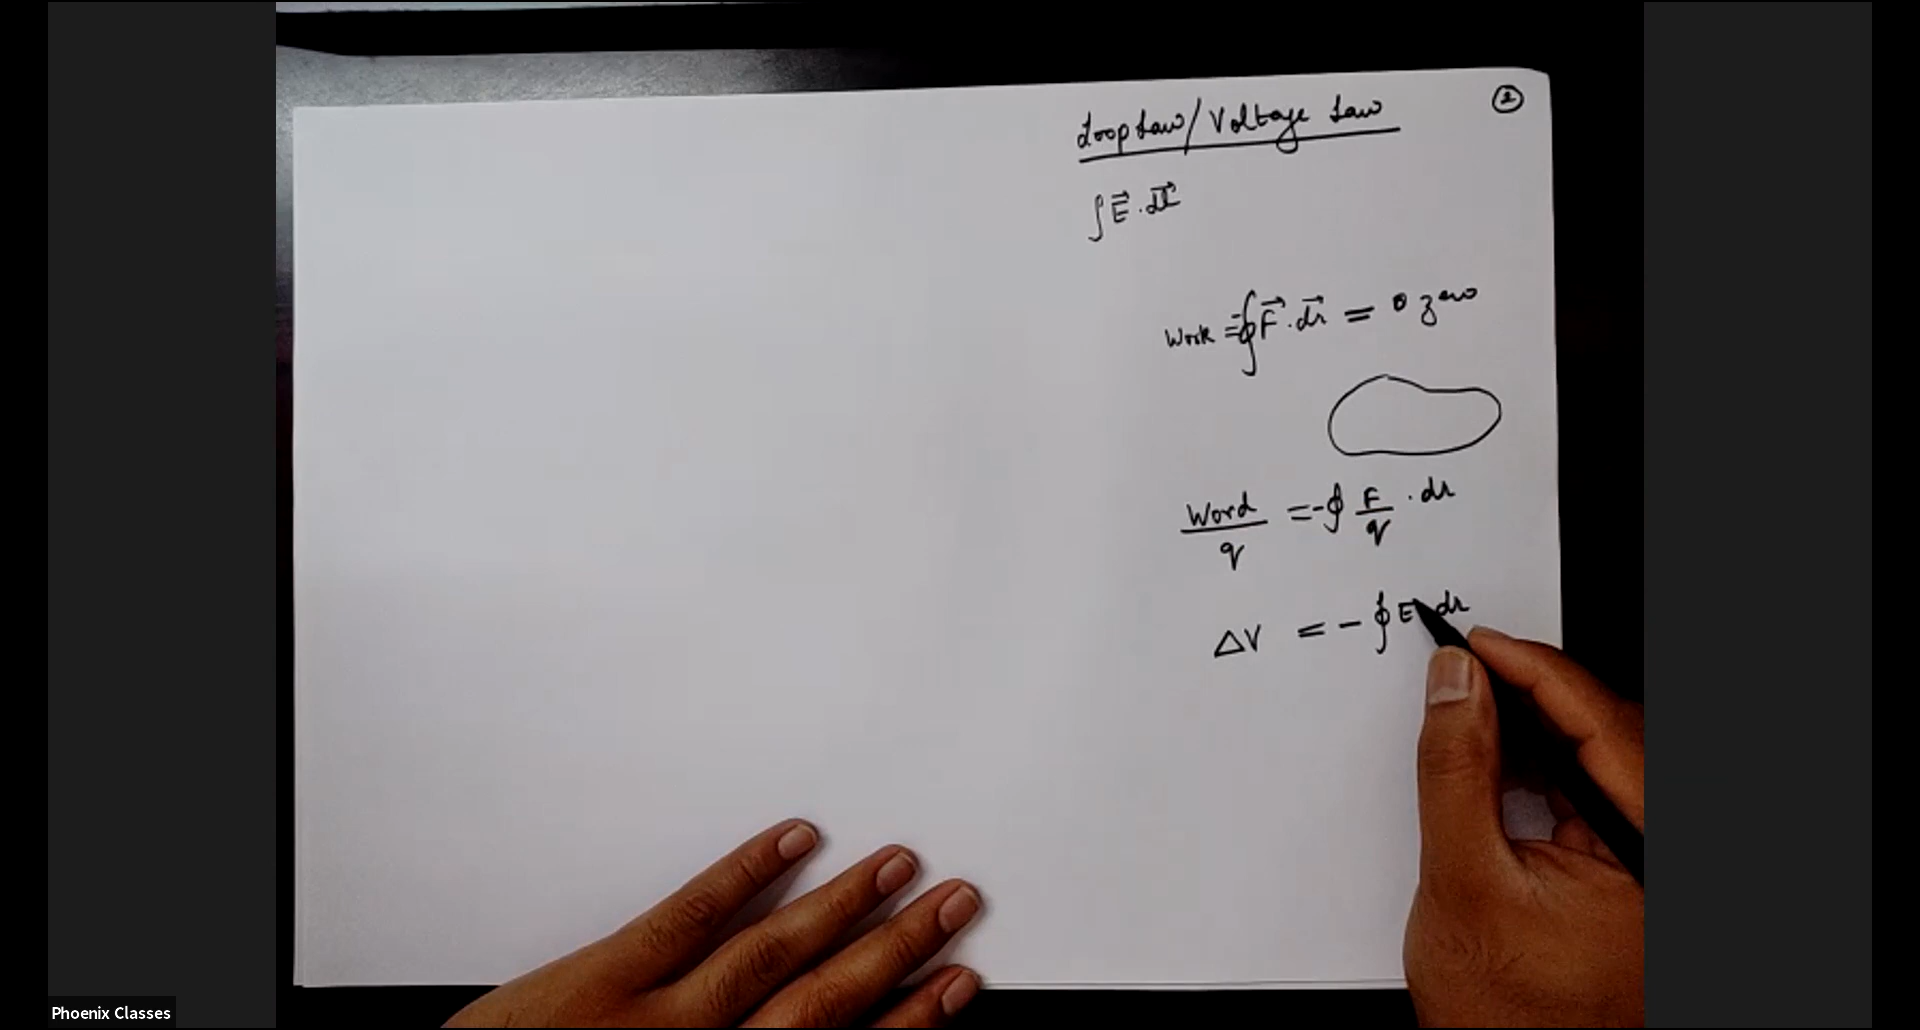 Loop Law/Voltage Law
②
∫E⃗.dl⃗
Work = -∮F⃗.dr⃗ = 0 zero
Word/q = -∮ F/q . dr
ΔV = -∮E dr
Phoenix Classes